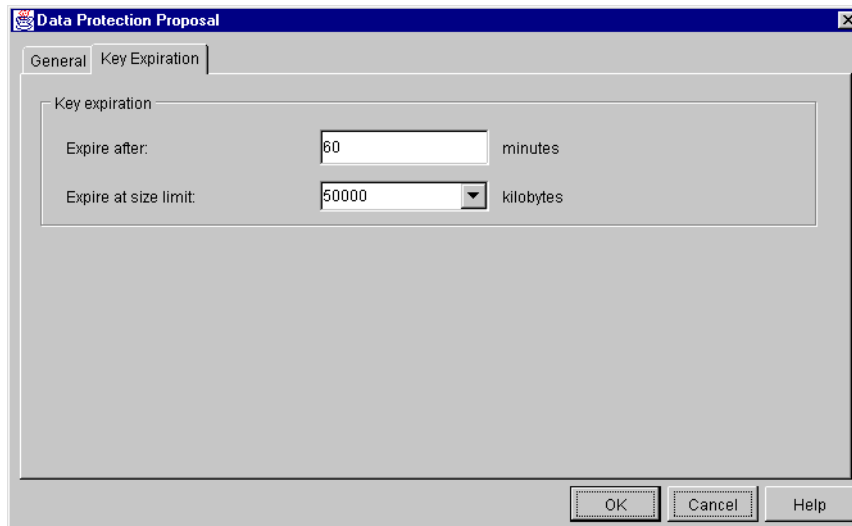 Data Protection Proposal
General Key Expiration
Key expiration
Expire after: 60 minutes
Expire at size limit: 50000 kilobytes
OK Cancel Help